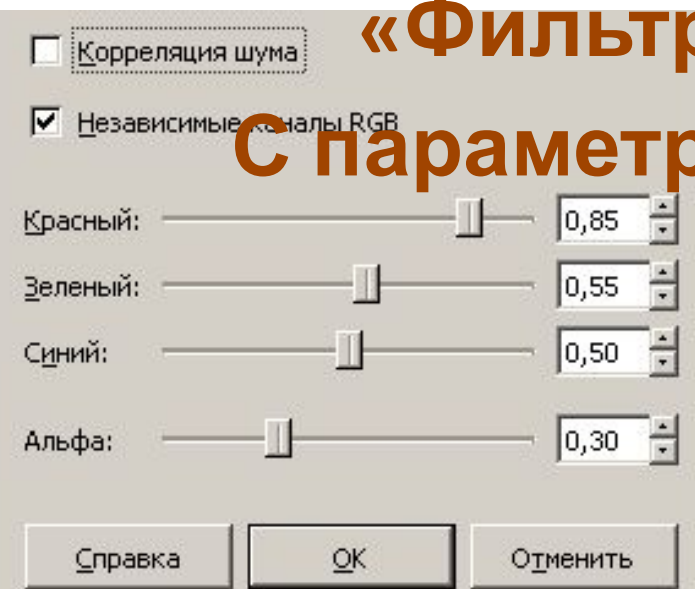 «Фильтр
Корреляция шума
Независимые каналы RGB
С параметр
Красный: 0,85
Зеленый: 0,55
Синий: 0,50
Альфа: 0,30
Справка OK Отменить